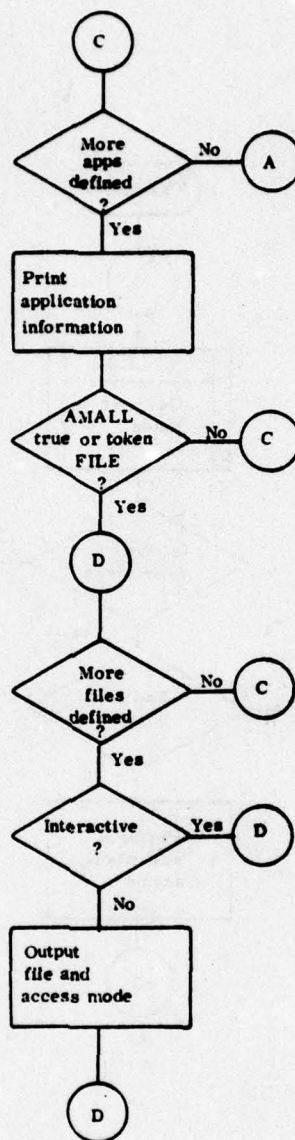 C
More
apps
defined
?
No
A
Yes
Print
application
information
AMALL
true or token
FILE
?
No
C
Yes
D
More
files
defined
?
No
C
Yes
Interactive
?
Yes
D
No
Output
file and
access mode
D